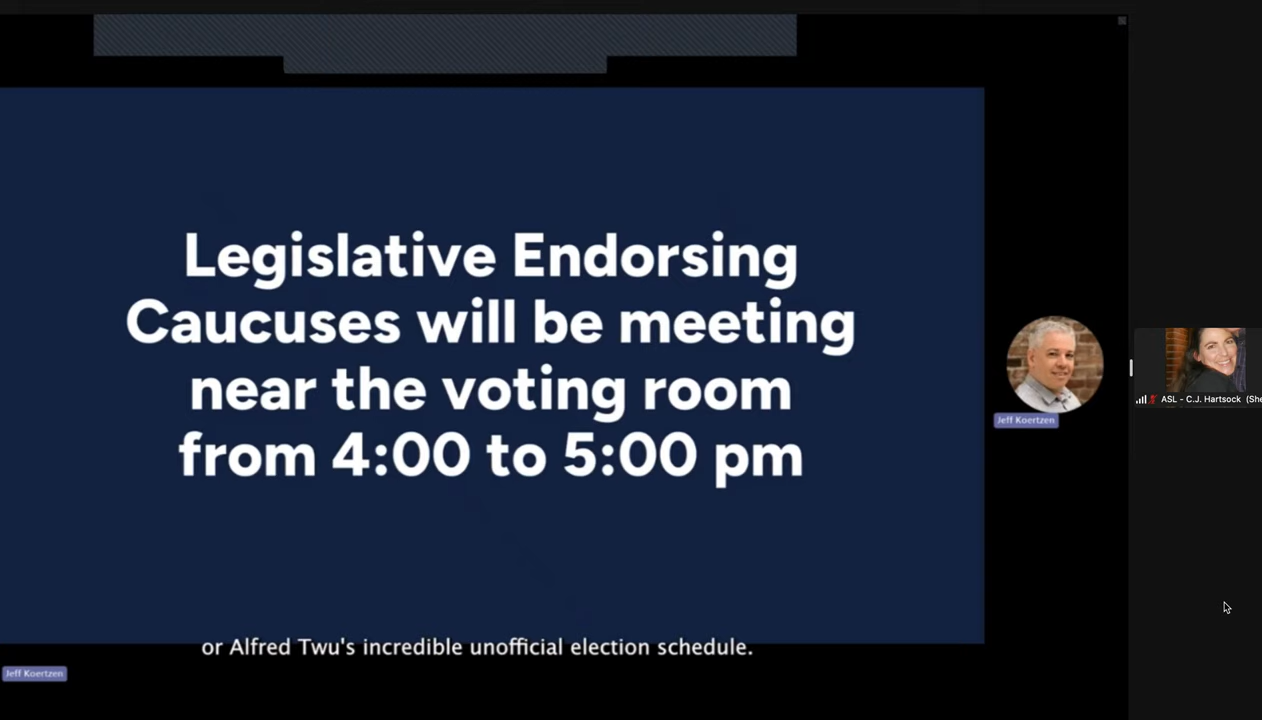 Legislative Endorsing
Caucuses will be meeting
near the voting room
from 4:00 to 5:00 pm
Jeff Koertzen
ASL - C.J. Hartsock (She
or Alfred Twu's incredible unofficial election schedule.
Jeff Koertzen